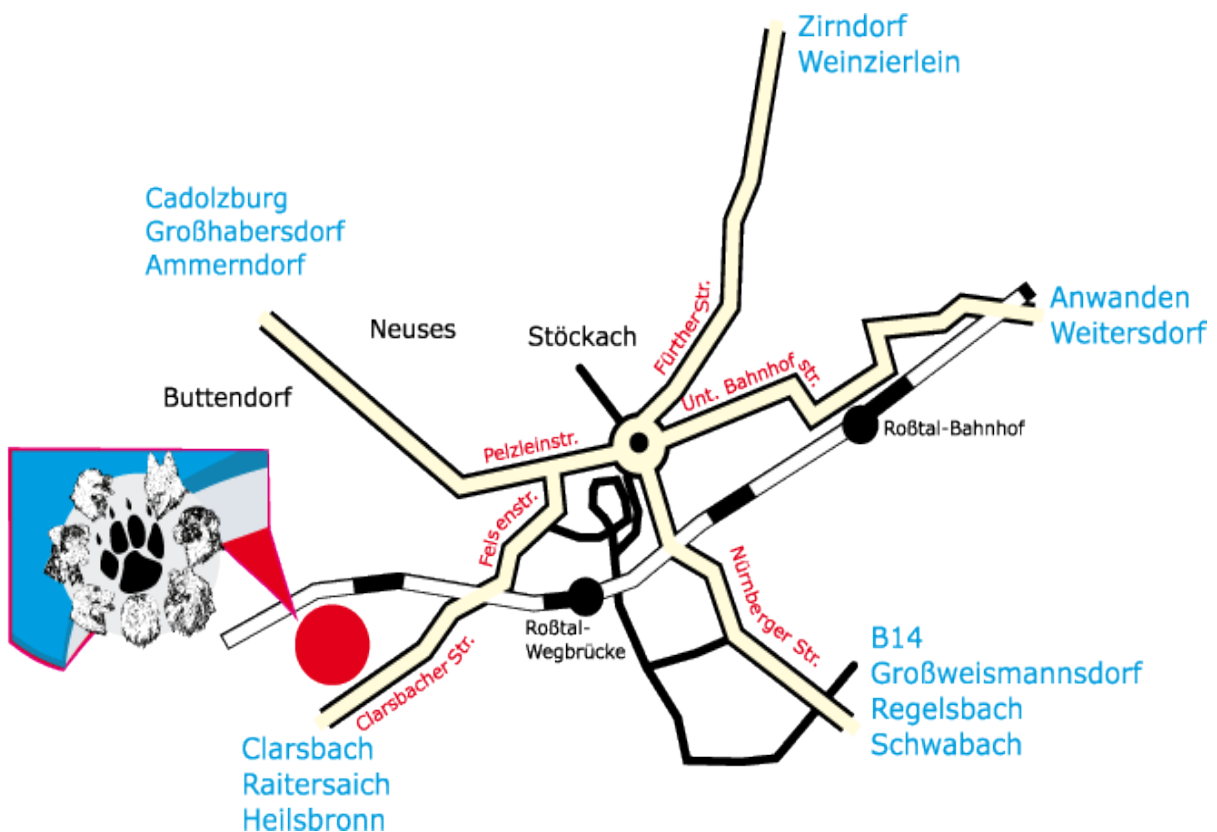 Zirndorf
Weinzierlein
Cadolzburg
Großhabersdorf
Ammerndorf
Anwanden
Weitersdorf
Neuses
Stöckach
Fürther Str.
Unt. Bahnhof str.
Buttendorf
Roßtal-Bahnhof
Pelzleinstr.
Felsenstr.
Nürnberger Str.
Roßtal-
Wegbrücke
Clarsbacher Str.
B14
Großweismannsdorf
Regelsbach
Schwabach
Clarsbach
Raitersaich
Heilsbronn